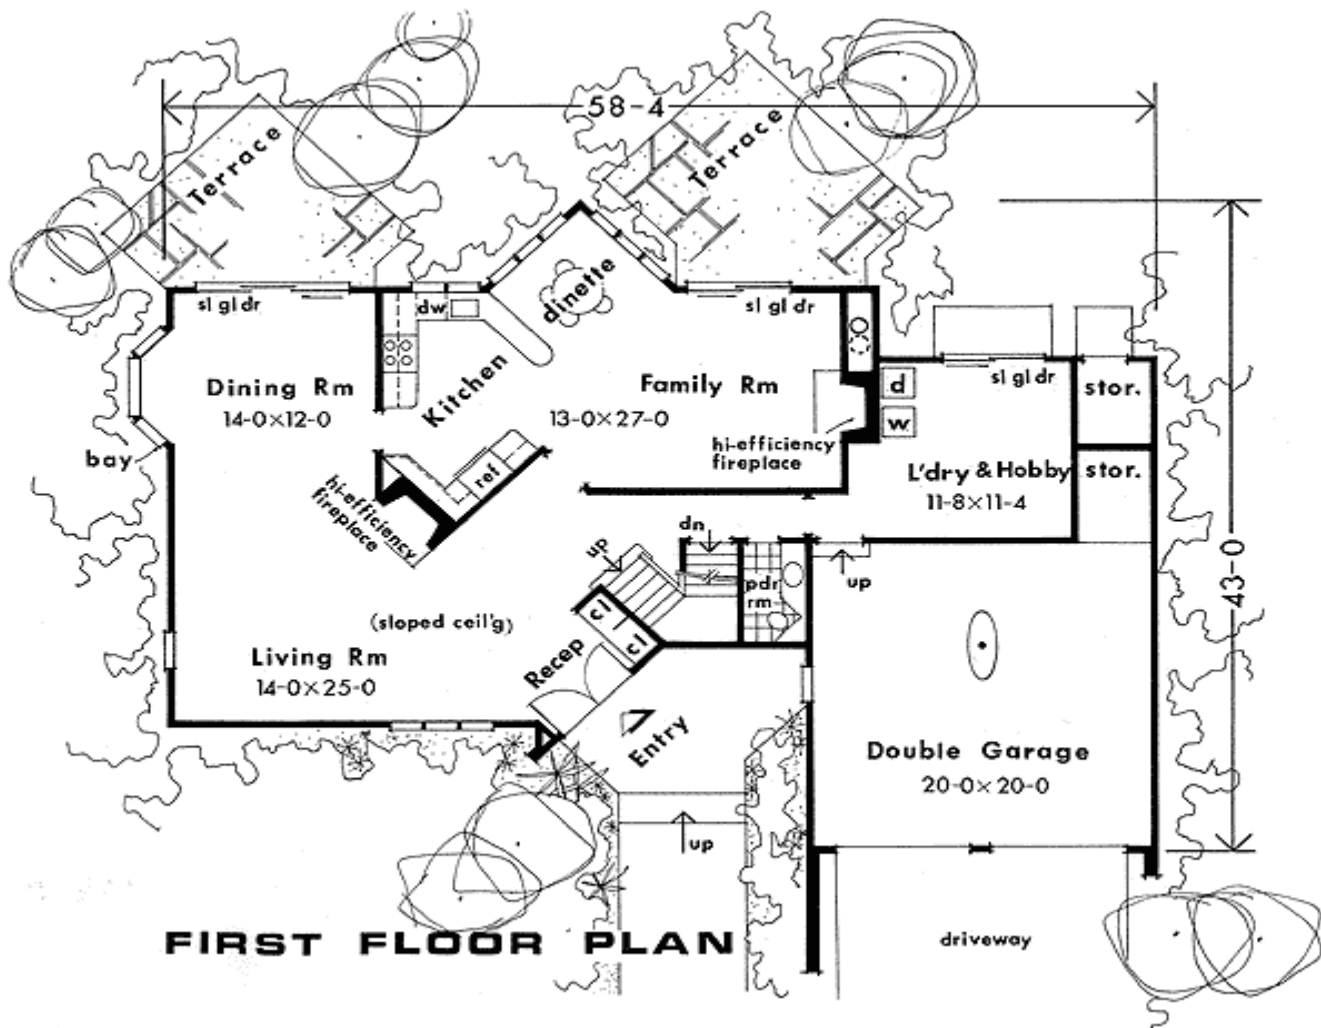 58-4
Terrace
Terrace
sl gl dr
dw
dinette
sl gl dr
Dining Rm
14-0×12-0
Kitchen
Family Rm
13-0×27-0
d
w
sl gl dr
stor.
bay
hi-efficiency
fireplace
ref
hi-efficiency
fireplace
L'dry & Hobby
11-8×11-4
stor.
43-0
up
dn
pdr
rm
up
cl
cl
(sloped ceil'g)
Living Rm
14-0×25-0
Recep
Entry
Double Garage
20-0×20-0
up
FIRST FLOOR PLAN
driveway